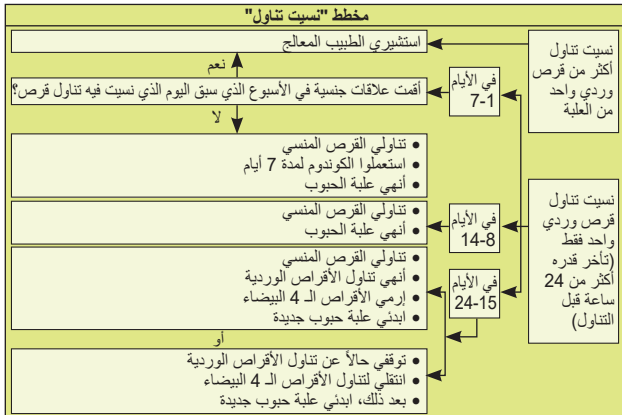 مخطط "نسيت تناول"
نسيت تناول
أكثر من قرص
وردي واحد
من العلبة
استشيري الطبيب المعالج
نعم
في الأيام
7-1
أقمت علاقات جنسية في الأسبوع الذي سبق اليوم الذي نسيت فيه تناول قرص؟
لا
• تناولي القرص المنسي
• استعملوا الكوندوم لمدة 7 أيام
• أنهي علبة الحبوب
نسيت تناول
قرص وردي
واحد فقط
(تأخر قدره
أكثر من 24
ساعة قبل
التناول)
في الأيام
14-8
• تناولي القرص المنسي
• أنهي علبة الحبوب
في الأيام
24-15
• تناولي القرص المنسي
• أنهي تناول الأقراص الوردية
• إرمي الأقراص الـ 4 البيضاء
• ابدئي علبة حبوب جديدة
أو
• توقفي حالاً عن تناول الأقراص الوردية
• انتقلي لتناول الأقراص الـ 4 البيضاء
• بعد ذلك، ابدئي علبة حبوب جديدة